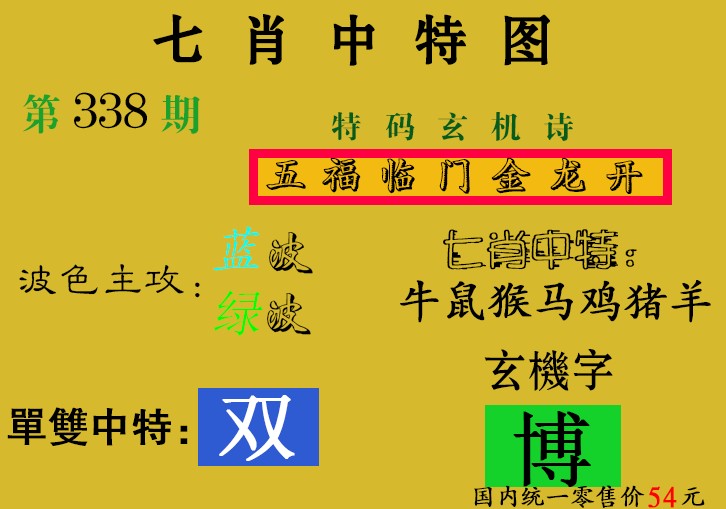 七肖中特图
第338期
特码玄机诗
五福临门金龙开
波色主攻：蓝波
绿波
七肖中特：
牛鼠猴马鸡猪羊
玄機字
博
單雙中特：双
国内统一零售价54元